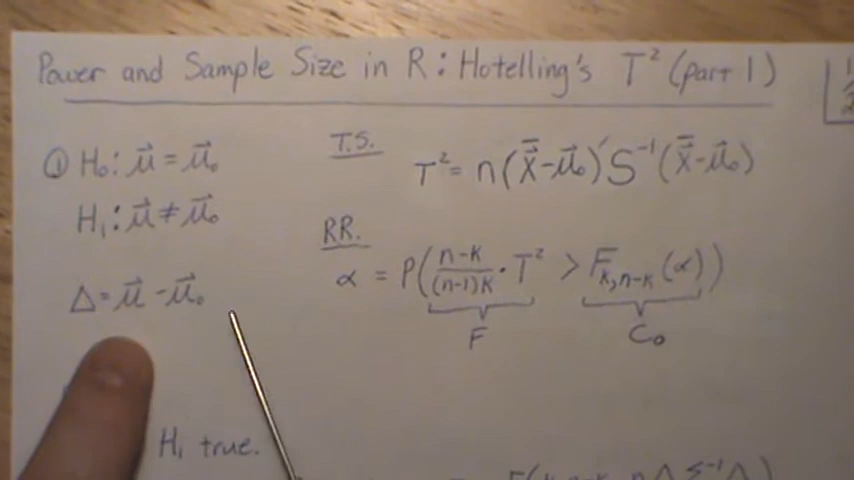 Power and Sample Size in R: Hotelling's T² (part 1)
① H₀: μ⃗ = μ⃗₀
H₁: μ⃗ ≠ μ⃗₀
Δ = μ⃗ - μ⃗₀
T.S.
T² = n(x̄⃗ - μ⃗₀)' S⁻¹ (x̄⃗ - μ⃗₀)
RR.
α = P( (n-k)/((n-1)k) · T² > F_{k,n-k}(α) )
F
C₀
H₁ true.